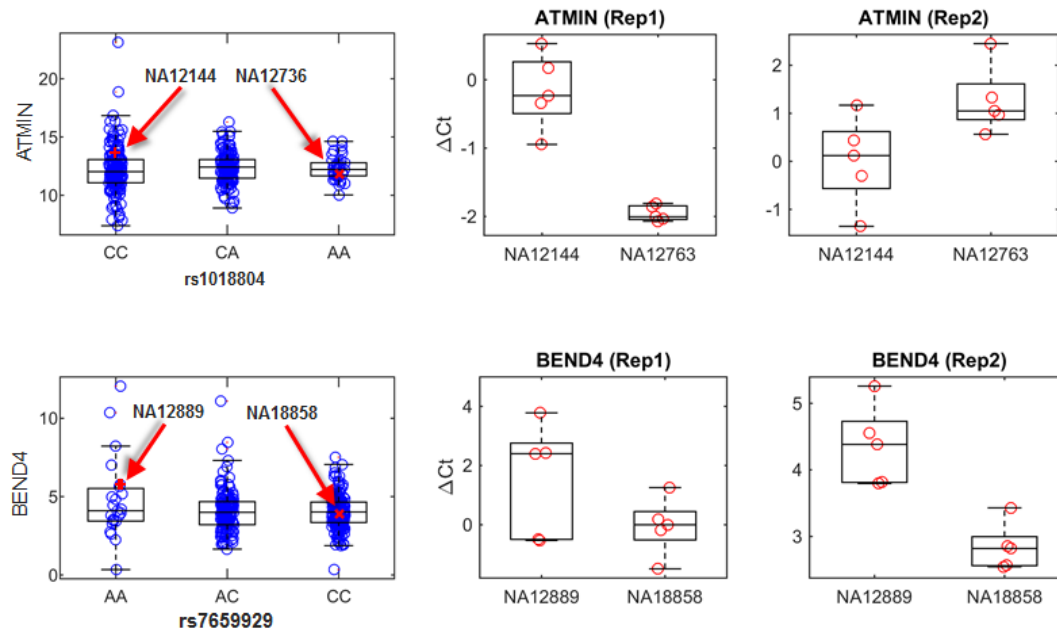 ATMIN (Rep1)
ATMIN (Rep2)
NA12144
NA12736
ATMIN
20
15
10
CC
CA
AA
rs1018804
ΔCt
0
-1
-2
NA12144
NA12763
2
1
0
-1
NA12144
NA12763
BEND4 (Rep1)
BEND4 (Rep2)
NA12889
NA18858
BEND4
10
5
0
AA
AC
CC
rs7659929
ΔCt
4
2
0
NA12889
NA18858
5
4
3
NA12889
NA18858